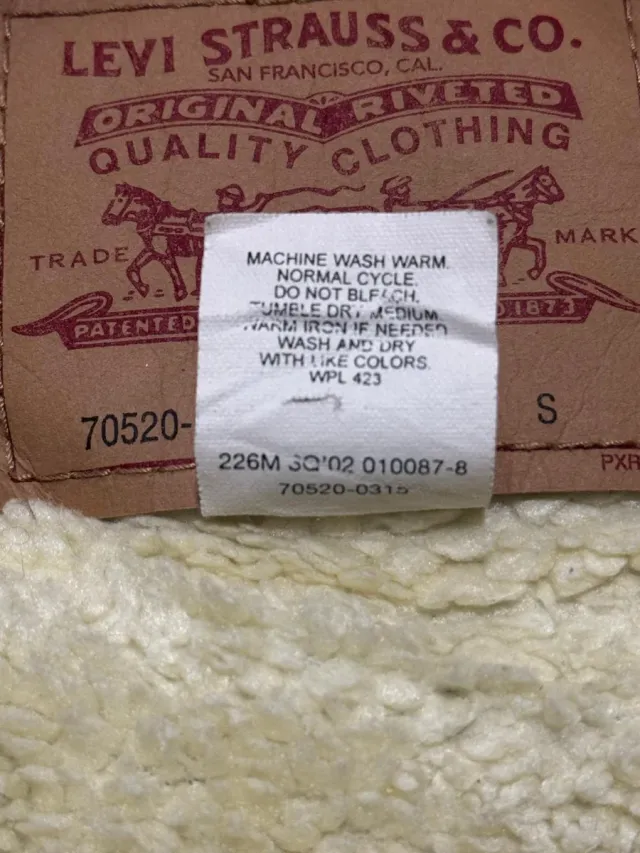 LEVI STRAUSS & CO.
SAN FRANCISCO, CAL.
ORIGINAL RIVETED
QUALITY CLOTHING
TRADE MARK
PATENTED 1873
MACHINE WASH WARM.
NORMAL CYCLE.
DO NOT BLEACH.
TUMBLE DRY MEDIUM.
WARM IRON IF NEEDED
WASH AND DRY
WITH LIKE COLORS.
WPL 423
70520- S
226M SQ'02 010087-8
70520-0315
PXR